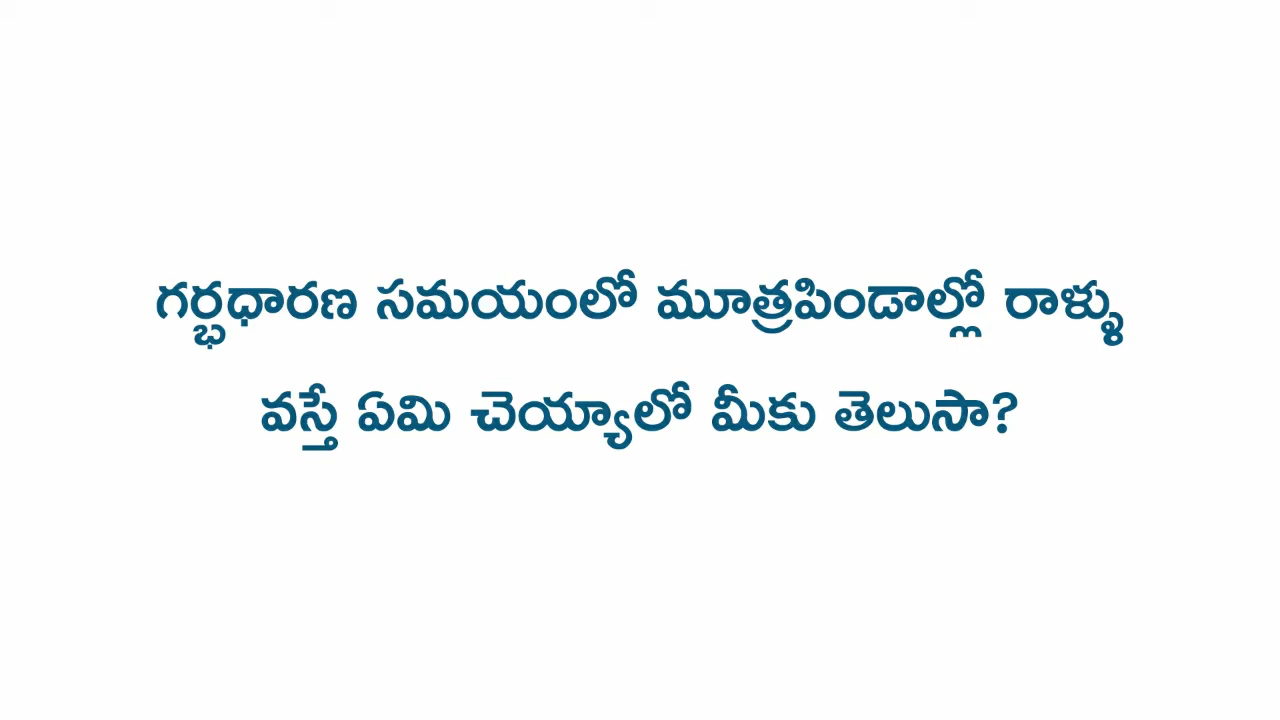 గర్భధారణ సమయంలో మూత్రపిండాల్లో రాళ్ళు
వస్తే ఏమి చెయ్యాలో మీకు తెలుసా?